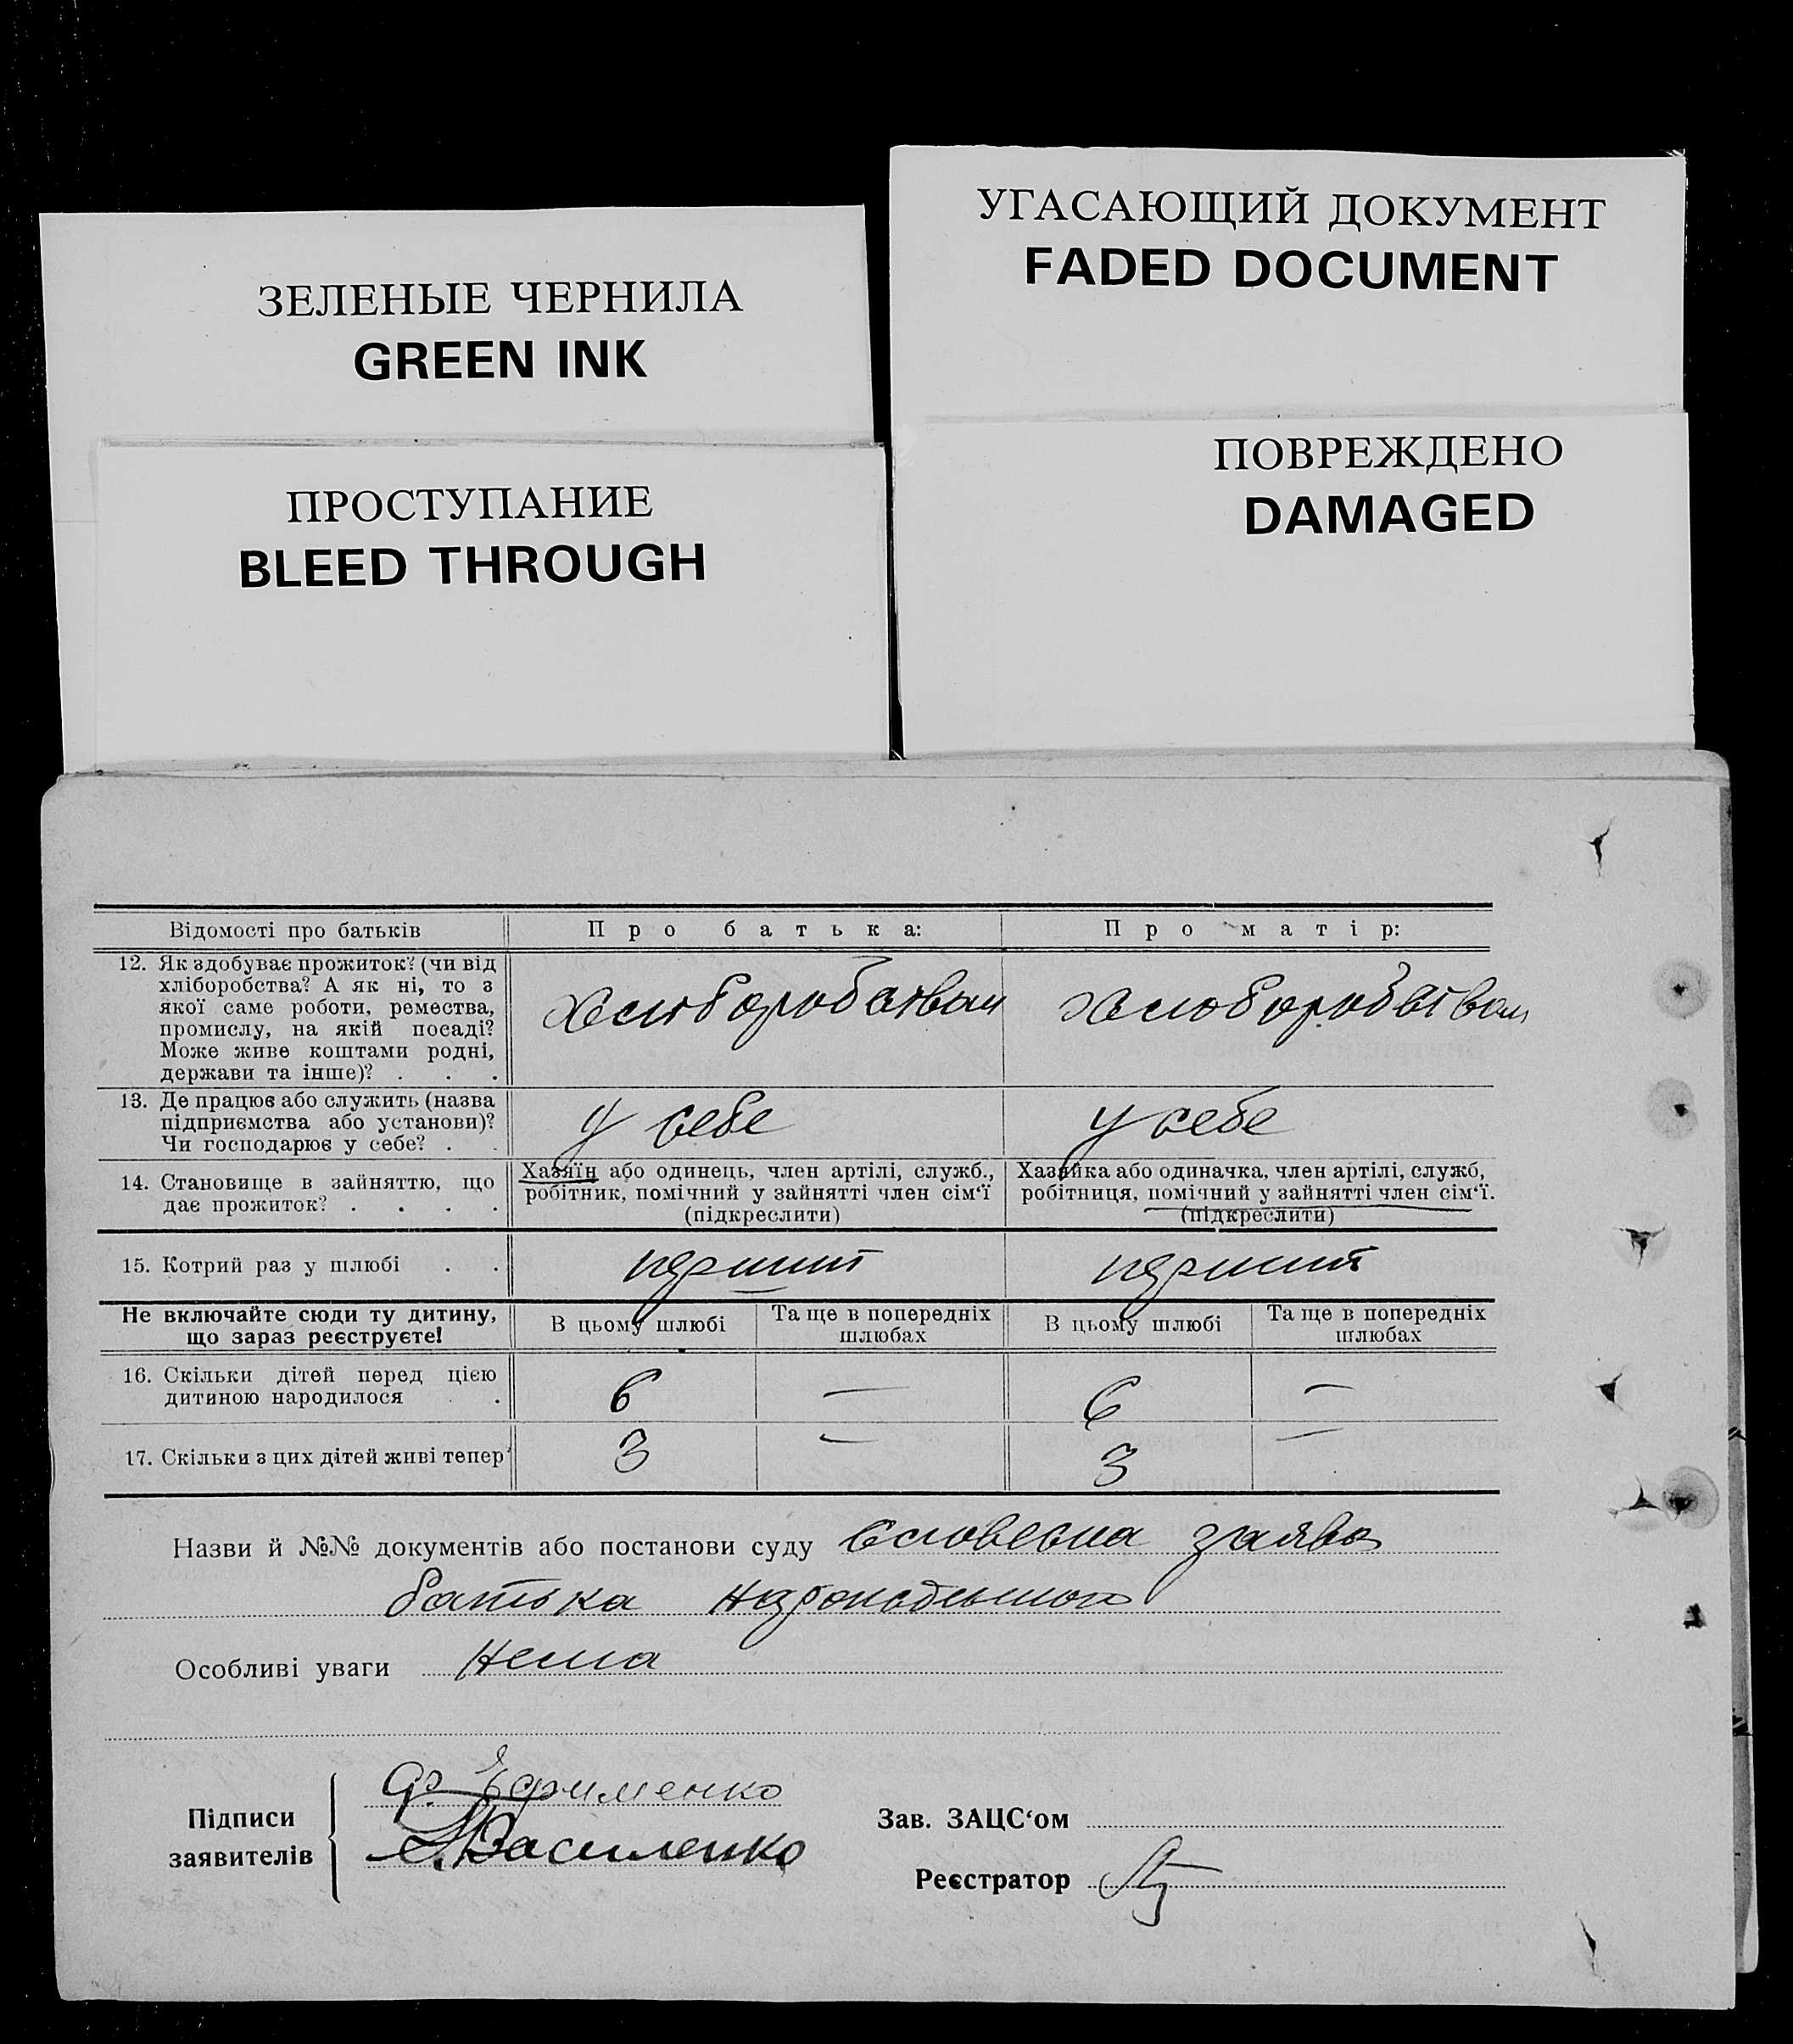 УГАСАЮЩИЙ ДОКУМЕНТ
FADED DOCUMENT
ЗЕЛЕНЫЕ ЧЕРНИЛА
GREEN INK
ПОВРЕЖДЕНО
DAMAGED
ПРОСТУПАНИЕ
BLEED THROUGH
Відомості про батьків
Про батька:
Про матір:
12. Як здобуває прожиток? (чи від
хліборобства? А як ні, то з
якої саме роботи, ремества,
промислу, на якій посаді?
Може живе коштами родні,
держави та інше)? . . .
хлюборобством
хлюборобством
13. Де працює або служить (назва
підприємства або установи)?
Чи господарює у себе? . .
у себе
у себе
14. Становище в зайняттю, що
дає прожиток? . . . .
Хазяїн або одинець, член артілі, служб.,
робітник, помічний у зайнятті член сім'ї
(підкреслити)
Хазяйка або одиначка, член артілі, служб,
робітниця, помічний у зайнятті член сім'ї.
(підкреслити)
15. Котрий раз у шлюбі . .
перший
перший
Не включайте сюди ту дитину,
що зараз реєструєте!
В цьому шлюбі
Та ще в попередніх
шлюбах
В цьому шлюбі
Та ще в попередніх
шлюбах
16. Скільки дітей перед цією
дитиною народилося .
6
—
6
—
17. Скільки з цих дітей живі тепер
3
—
3
—
Назви й №№ документів або постанови суду Словесна заява
батька
Особливі уваги Нема
Підписи
заявителів
Єфименко
Василенко
Зав. ЗАЦС'ом
Реєстратор